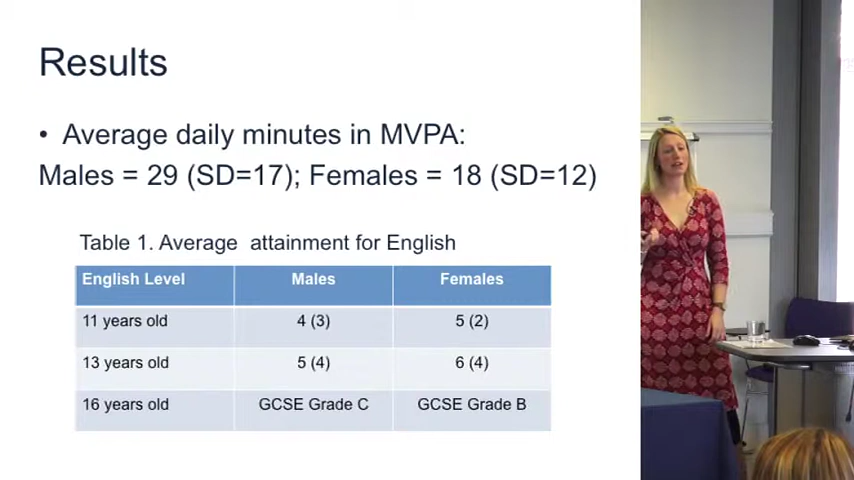 Results
• Average daily minutes in MVPA:
Males = 29 (SD=17); Females = 18 (SD=12)
Table 1. Average attainment for English
English Level Males Females
11 years old 4 (3) 5 (2)
13 years old 5 (4) 6 (4)
16 years old GCSE Grade C GCSE Grade B